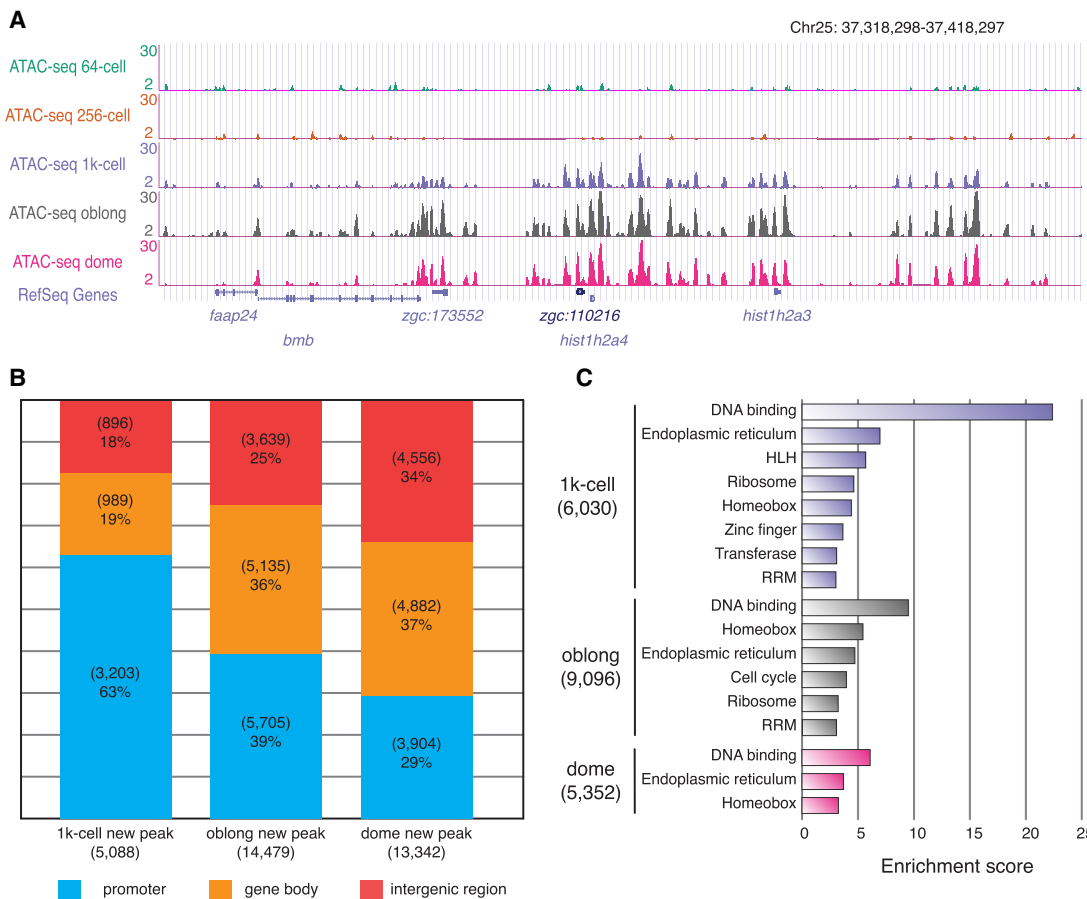 A
Chr25: 37,318,298-37,418,297
30
ATAC-seq 64-cell
2
30
ATAC-seq 256-cell
2
30
ATAC-seq 1k-cell
2
30
ATAC-seq oblong
2
30
ATAC-seq dome
2
RefSeq Genes
faap24
zgc:173552
zgc:110216
hist1h2a3
bmb
hist1h2a4
B
(896)
18%
(989)
19%
(3,203)
63%
(3,639)
25%
(5,135)
36%
(5,705)
39%
(4,556)
34%
(4,882)
37%
(3,904)
29%
1k-cell new peak
(5,088)
oblong new peak
(14,479)
dome new peak
(13,342)
promoter
gene body
intergenic region
C
1k-cell
(6,030)
DNA binding
Endoplasmic reticulum
HLH
Ribosome
Homeobox
Zinc finger
Transferase
RRM
oblong
(9,096)
DNA binding
Homeobox
Endoplasmic reticulum
Cell cycle
Ribosome
RRM
dome
(5,352)
DNA binding
Endoplasmic reticulum
Homeobox
0 5 10 15 20 25
Enrichment score